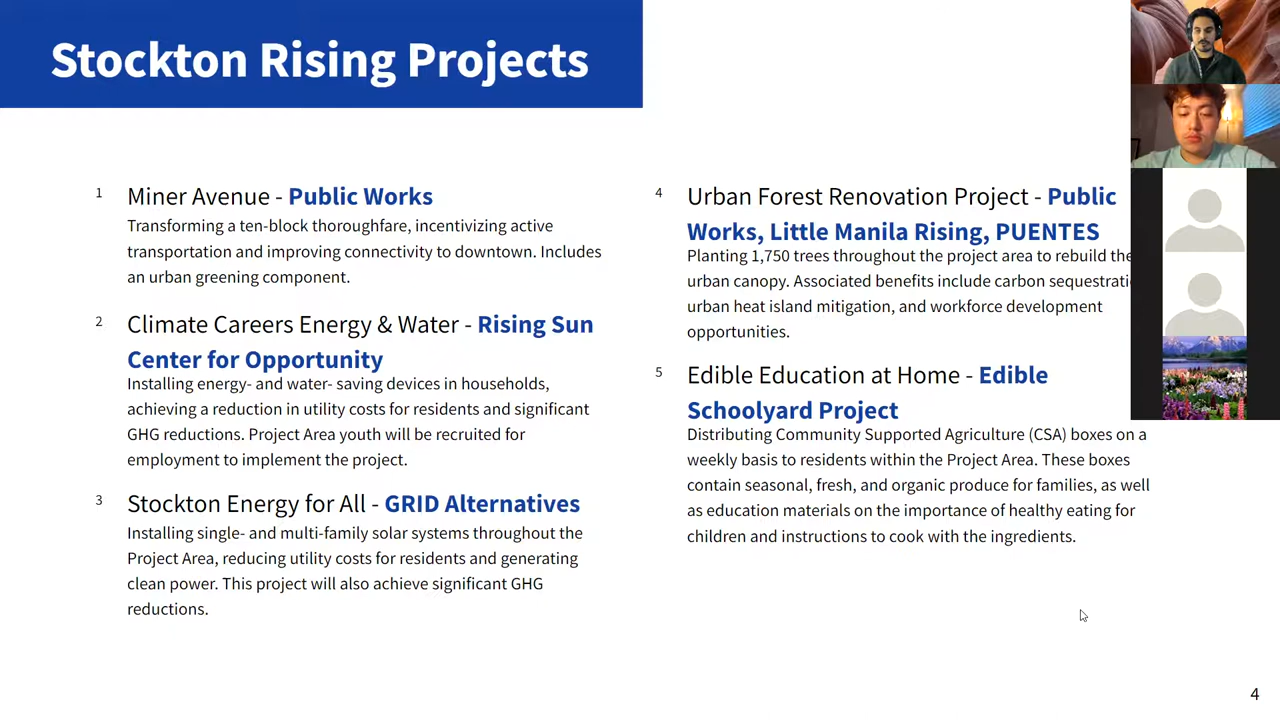 Stockton Rising Projects
1 Miner Avenue - Public Works
Transforming a ten-block thoroughfare, incentivizing active
transportation and improving connectivity to downtown. Includes
an urban greening component.
2 Climate Careers Energy & Water - Rising Sun
Center for Opportunity
Installing energy- and water- saving devices in households,
achieving a reduction in utility costs for residents and significant
GHG reductions. Project Area youth will be recruited for
employment to implement the project.
3 Stockton Energy for All - GRID Alternatives
Installing single- and multi-family solar systems throughout the
Project Area, reducing utility costs for residents and generating
clean power. This project will also achieve significant GHG
reductions.
4 Urban Forest Renovation Project - Public
Works, Little Manila Rising, PUENTES
Planting 1,750 trees throughout the project area to rebuild the
urban canopy. Associated benefits include carbon
urban heat island mitigation, and workforce development
opportunities.
5 Edible Education at Home - Edible
Schoolyard Project
Distributing Community Supported Agriculture (CSA) boxes on a
weekly basis to residents within the Project Area. These boxes
contain seasonal, fresh, and organic produce for families, as well
as education materials on the importance of healthy eating for
children and instructions to cook with the ingredients.
4